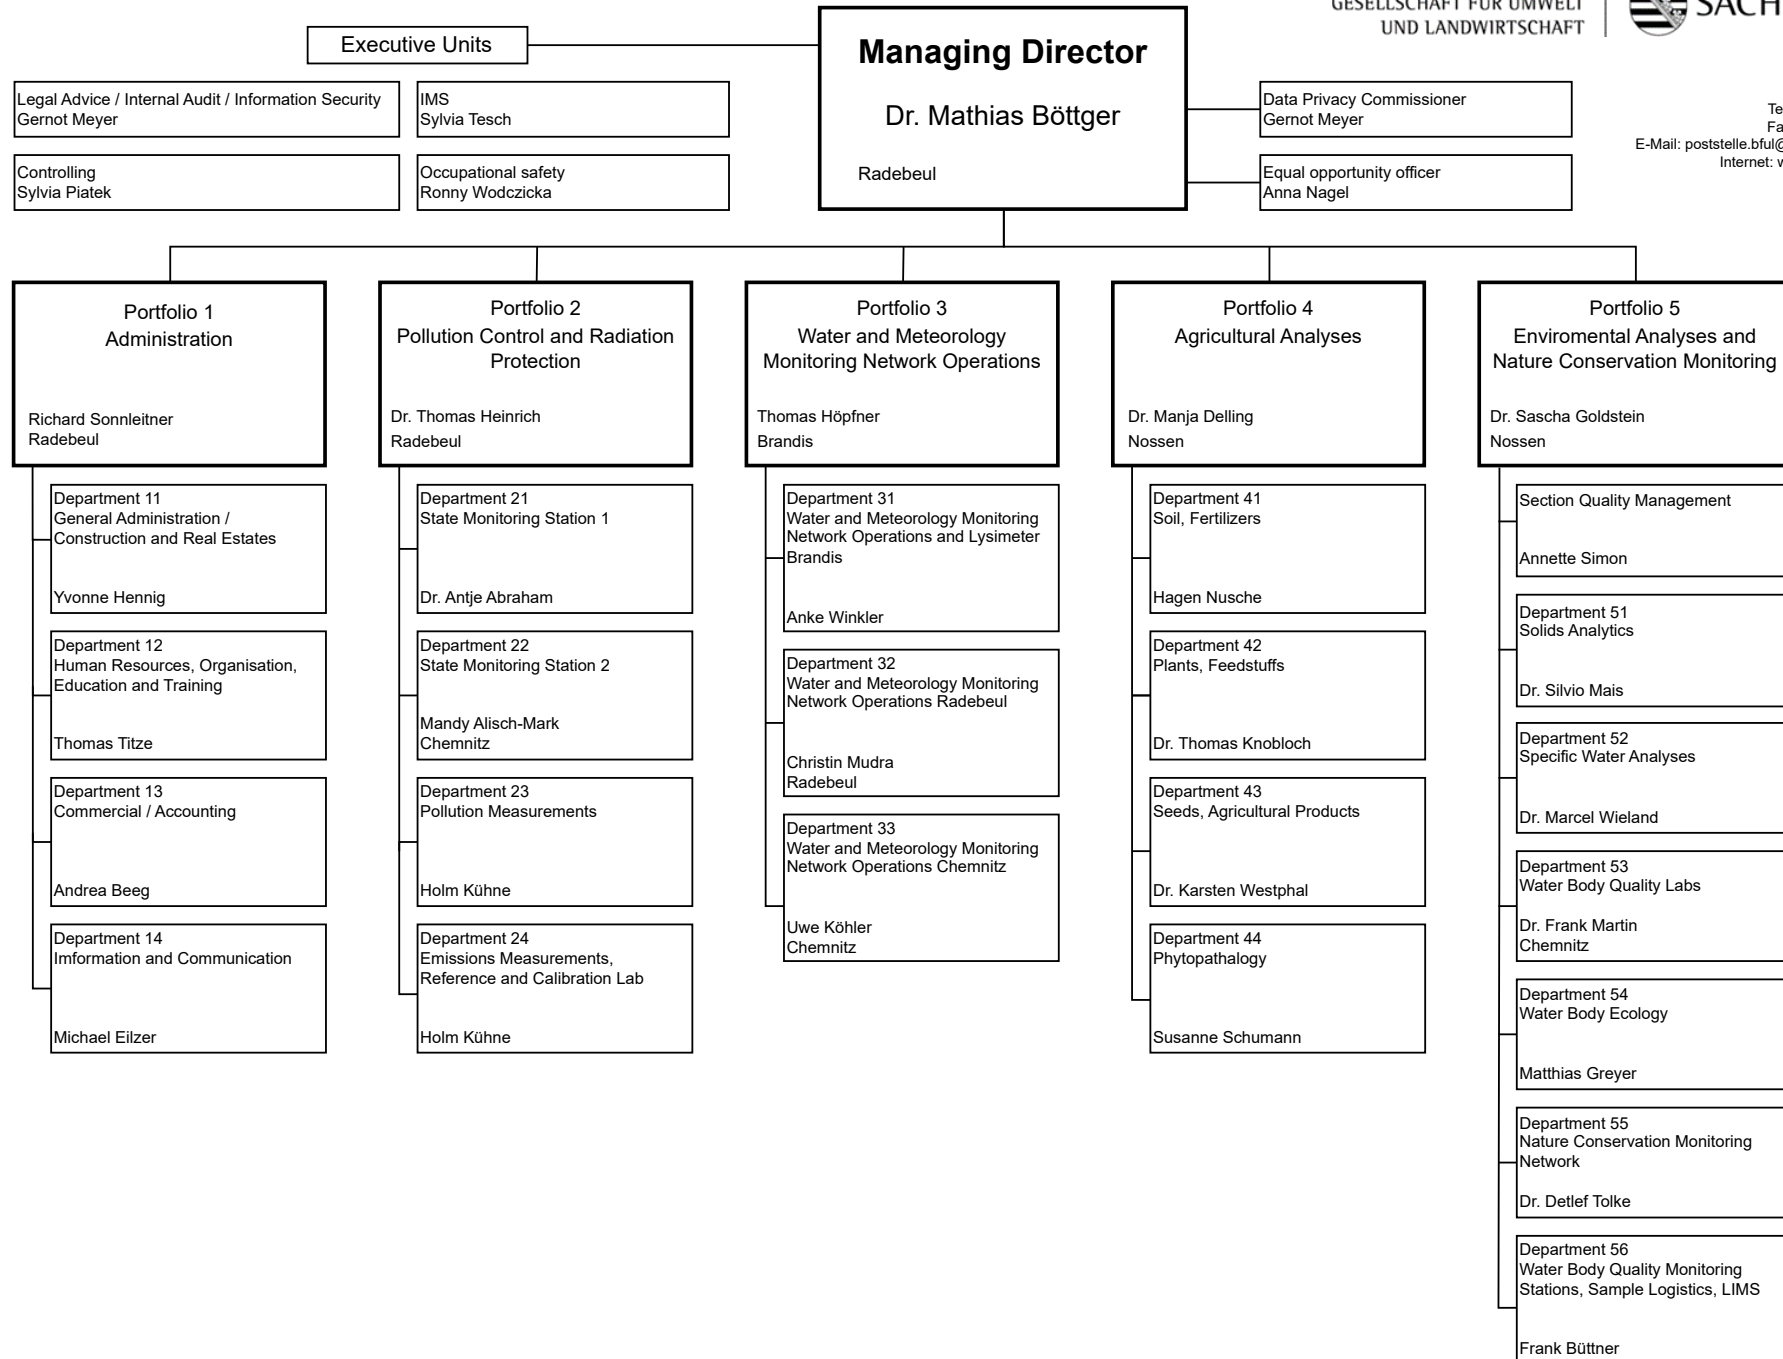 GESELLSCHAFT FÜR UMWELT
UND LANDWIRTSCHAFT
Executive Units
Managing Director
Dr. Mathias Böttger
Radebeul
Legal Advice / Internal Audit / Information Security
Gernot Meyer
IMS
Sylvia Tesch
Data Privacy Commissioner
Gernot Meyer
Controlling
Sylvia Piatek
Occupational safety
Ronny Wodczicka
Equal opportunity officer
Anna Nagel
E-Mail: poststelle.bful@
Internet:
Portfolio 1
Administration
Richard Sonnleitner
Radebeul
Department 11
General Administration /
Construction and Real Estates
Yvonne Hennig
Department 12
Human Resources, Organisation,
Education and Training
Thomas Titze
Department 13
Commercial / Accounting
Andrea Beeg
Department 14
Imformation and Communication
Michael Eilzer
Portfolio 2
Pollution Control and Radiation
Protection
Dr. Thomas Heinrich
Radebeul
Department 21
State Monitoring Station 1
Dr. Antje Abraham
Department 22
State Monitoring Station 2
Mandy Alisch-Mark
Chemnitz
Department 23
Pollution Measurements
Holm Kühne
Department 24
Emissions Measurements,
Reference and Calibration Lab
Holm Kühne
Portfolio 3
Water and Meteorology
Monitoring Network Operations
Thomas Höpfner
Brandis
Department 31
Water and Meteorology Monitoring
Network Operations and Lysimeter
Brandis
Anke Winkler
Department 32
Water and Meteorology Monitoring
Network Operations Radebeul
Christin Mudra
Radebeul
Department 33
Water and Meteorology Monitoring
Network Operations Chemnitz
Uwe Köhler
Chemnitz
Portfolio 4
Agricultural Analyses
Dr. Manja Delling
Nossen
Department 41
Soil, Fertilizers
Hagen Nusche
Department 42
Plants, Feedstuffs
Dr. Thomas Knobloch
Department 43
Seeds, Agricultural Products
Dr. Karsten Westphal
Department 44
Phytopathalogy
Susanne Schumann
Portfolio 5
Enviromental Analyses and
Nature Conservation Monitoring
Dr. Sascha Goldstein
Nossen
Section Quality Management
Annette Simon
Department 51
Solids Analytics
Dr. Silvio Mais
Department 52
Specific Water Analyses
Dr. Marcel Wieland
Department 53
Water Body Quality Labs
Dr. Frank Martin
Chemnitz
Department 54
Water Body Ecology
Matthias Greyer
Department 55
Nature Conservation Monitoring
Network
Dr. Detlef Tolke
Department 56
Water Body Quality Monitoring
Stations, Sample Logistics, LIMS
Frank Büttner